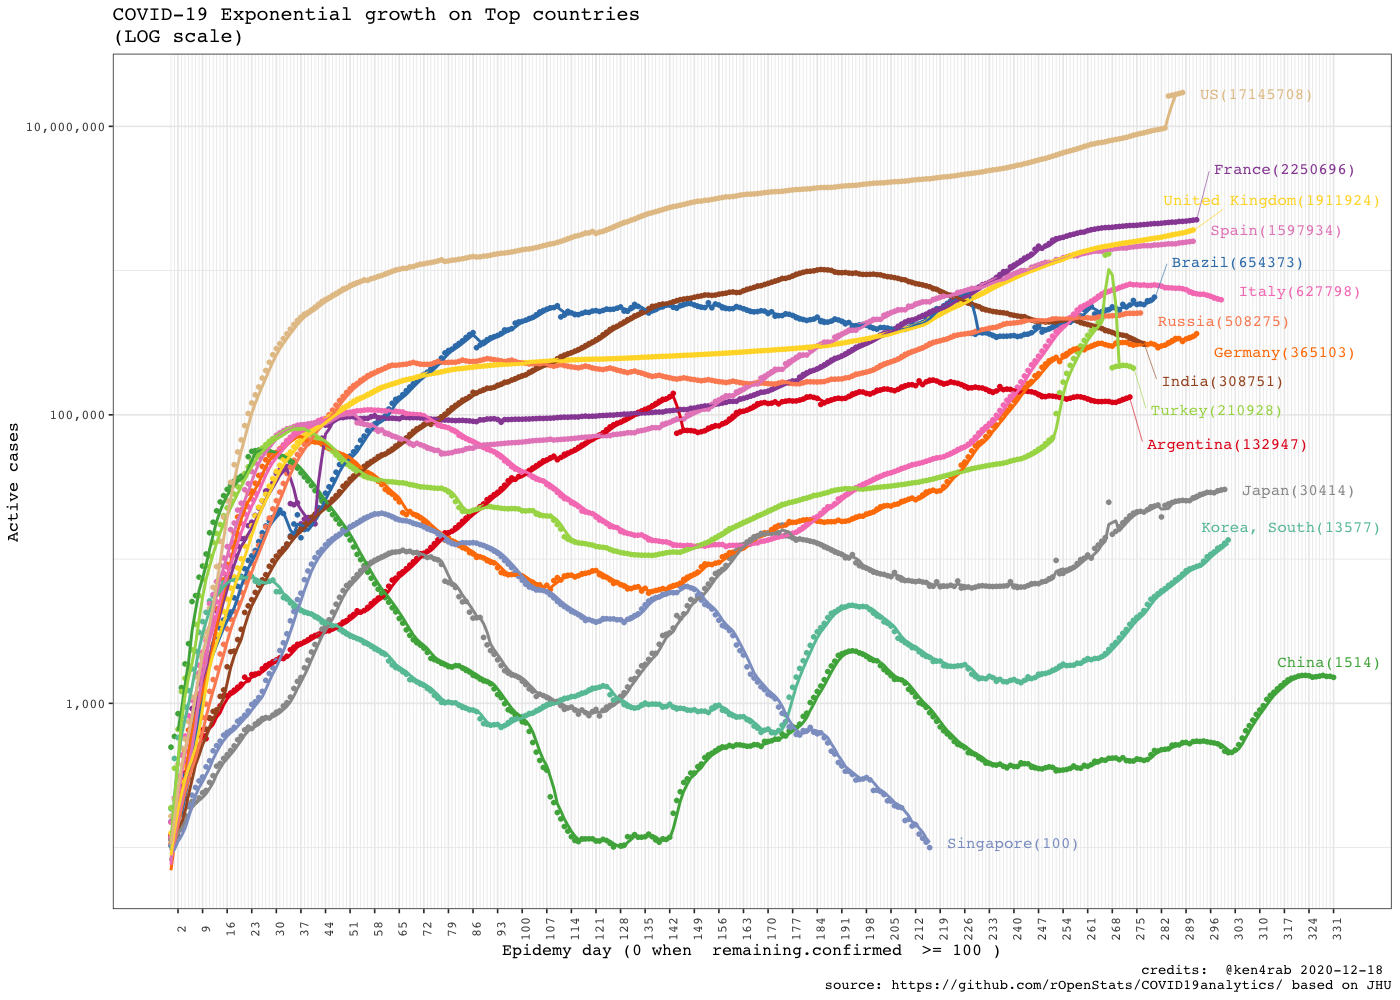 COVID-19 Exponential growth on Top countries
(LOG scale)
Active cases
10,000,000
100,000
1,000
US(17145708)
France(2250696)
United Kingdom(1911924)
Spain(1597934)
Brazil(654373)
Italy(627798)
Russia(508275)
Germany(365103)
India(308751)
Turkey(210928)
Argentina(132947)
Japan(30414)
Korea, South(13577)
China(1514)
Singapore(100)
2 9 16 23 30 37 44 51 58 65 72 79 86 93 100 107 114 121 128 135 142 149 156 163 170 177 184 191 198 205 212 219 226 233 240 247 254 261 268 275 282 289 296 303 310 317 324 331
Epidemy day (0 when  remaining.confirmed  >= 100 )
credits:  @ken4rab 2020-12-18
source: https://github.com/rOpenStats/COVID19analytics/ based on JHU